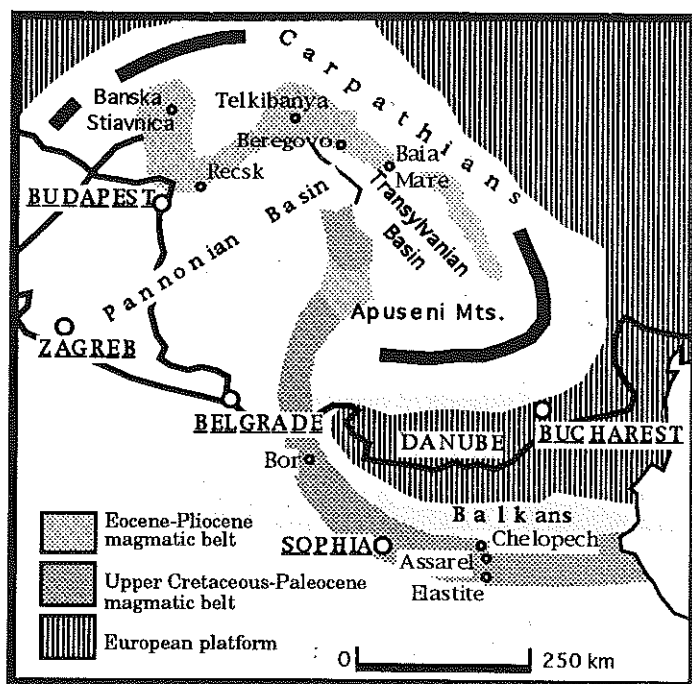 Carpathians
Banska
Stiavnica
Telkibanya
Beregovo
Baia
Mare
Recsk
BUDAPEST
Pannonian Basin
Transylvanian
Basin
Apuseni Mts.
ZAGREB
BELGRADE
DANUBE
BUCHAREST
Bor
Balkans
SOPHIA
Chelopech
Assarel
Elastite
Eocene-Pliocene
magmatic belt
Upper Cretaceous-Paleocene
magmatic belt
European platform
0 250 km